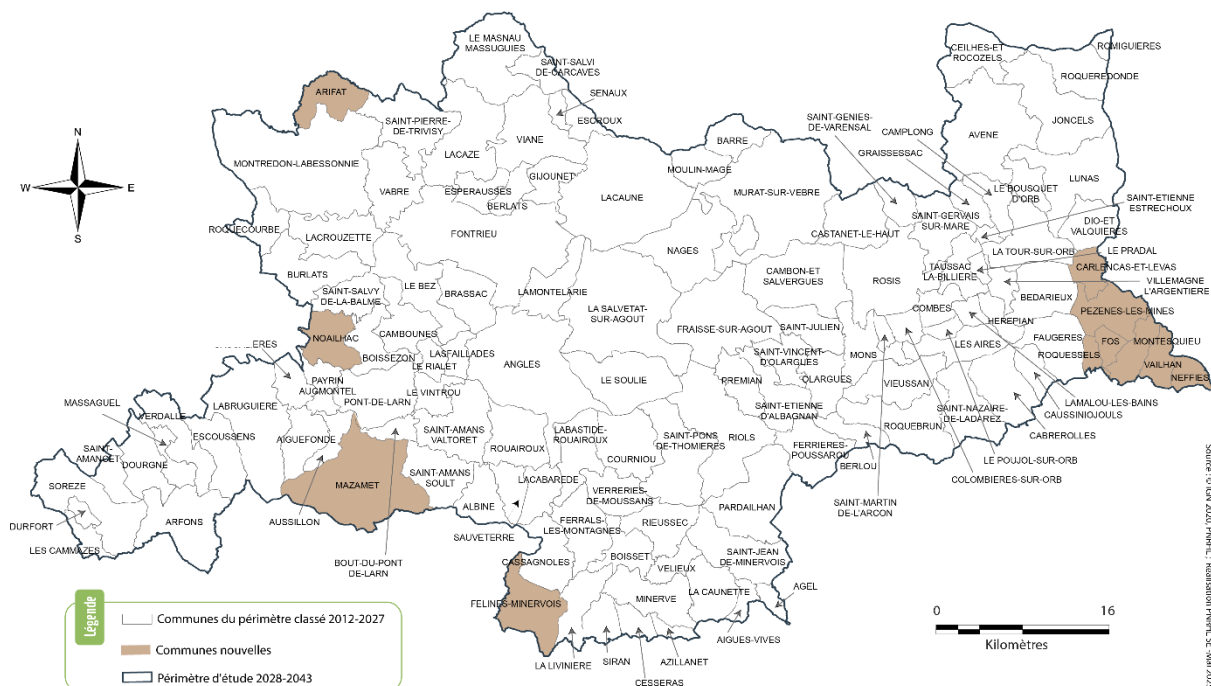 LE MASNAU
MASSUGUIES
CEILHES-ET
ROCOZELS
ROMIGUIERES
SAINT-SALVI
DE-CARCAVES
ROQUEREDONDE
ARIFAT
SENAUX
SAINT-PIERRE-
DE-TRIVISY
ESCROUX
SAINT-GENIES-
DE-VARENSAL
CAMPLONG
JONCELS
N
VIANE
BARRE
AVENE
GRAISSESSAC
LACAZE
MONTREDON-LABESSONNIE
MOULIN-MAGE
GIJOUNET
LUNAS
W
E
VABRE
ESPERAUSSES
LACAUNE
MURAT-SUR-VEBRE
LE BOUSQUET
D'ORB
BERLATS
SAINT-ETIENNE
ESTRECHOUX
SAINT-GERVAIS
SUR-MARE
S
ROQUECOURBE
FONTRIEU
CASTANET-LE-HAUT
DIO-ET
VALQUIERES
LACROUZETTE
NAGES
LA TOUR-SUR-ORB
LE PRADAL
BURLATS
CAMBON-ET
SALVERGUES
TAUSSAC
LA-BILLIERE
CARLENCAS-ET-LEVAS
ROSIS
VILLEMAGNE
L'ARGENTIERE
SAINT-SALVY
DE-LA-BALME
LE BEZ
BRASSAC
LAMONTELARIE
BEDARIEUX
LA SALVETAT-
SUR-AGOUT
COMBES
PEZENES-LES-MINES
HEREPIAN
NOAILHAC
CAMBOUNES
FRAISSE-SUR-AGOUT
SAINT-JULIEN
FAUGERES
FOS
MONTESQUIEU
ERES
BOISSEZON
LASFAILLADES
LE RIALET
ANGLES
SAINT-VINCENT
D'OLARGUES
MONS
LES AIRES
ROQUESSELS
VAILHAN
PAYRIN
AUGMONTEL
LE SOULIE
PREMIAN
OLARGUES
VIEUSSAN
NEFFIES
MASSAGUEL
LABRUGUIERE
PONT-DE-LARN
LE VINTROU
LAMALOU-LES-BAINS
VERDALLE
SAINT-ETIENNE
D'ALBAGNAN
SAINT-NAZAIRE-
DE-LADAREZ
CAUSSINIOJOULS
SAINT-
AMANCET
ESCOUSSENS
AIGUEFONDE
SAINT-AMANS
VALTORET
LABASTIDE-
ROUAIROUX
SAINT-PONS
DE-THOMIERES
RIOLS
ROQUEBRUN
CABREROLLES
DOURGNE
ROUAIROUX
COURNIOU
FERRIERES-
POUSSAROU
BERLOU
LE POUJOL-SUR-ORB
SOREZE
MAZAMET
SAINT-AMANS
SOULT
LACABAREDE
COLOMBIERES-SUR-ORB
VERRERIES-
DE-MOUSSANS
SAINT-MARTIN
DE-L'ARCON
DURFORT
ARFONS
AUSSILLON
ALBINE
PARDAILHAN
LES CAMMAZES
FERRALS-
LES-MONTAGNES
RIEUSSEC
SAUVETERRE
BOUT-DU-PONT
DE-LARN
CASSAGNOLES
BOISSET
SAINT-JEAN
DE-MINERVOIS
VELIEUX
AGEL
FELINES-MINERVOIS
MINERVE
LA CAUNETTE
AIGUES-VIVES
LA LIVINIERE
SIRAN
AZILLANET
CESSERAS
Légende
Communes du périmètre classé 2012-2027
Communes nouvelles
Périmètre d'étude 2028-2043
0
16
Kilomètres